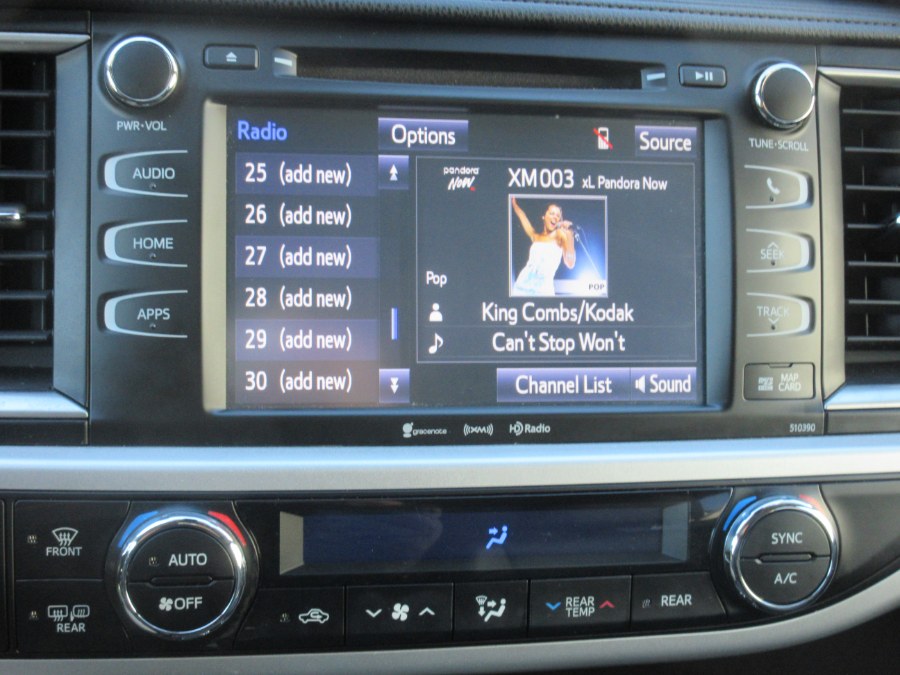 PWR•VOL
TUNE•SCROLL
AUDIO
HOME
APPS
Radio
Options
Source
25 (add new)
26 (add new)
27 (add new)
28 (add new)
29 (add new)
30 (add new)
pandora
NOW
XM003 xL Pandora Now
POP
Pop
King Combs/Kodak
Can't Stop Won't
Channel List
Sound
SEEK
TRACK
micro SD
MAP CARD
gracenote
((XM))
HD Radio
510390
FRONT
REAR
AUTO
OFF
REAR TEMP
REAR
SYNC
A/C